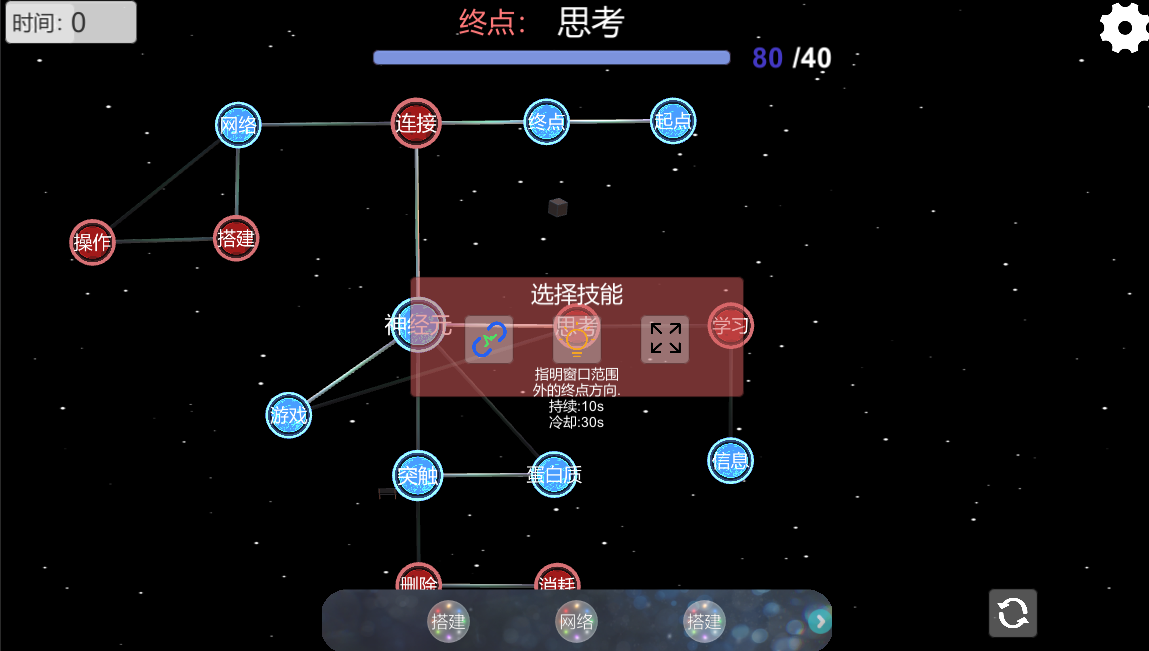 时间: 0
终点: 思考
80 /40
网络
连接
终点
起点
操作
搭建
选择技能
神经元
思考
学习
指明窗口范围
外的终点方向.
持续:10s
冷却:30s
游戏
突触
蛋白质
信息
删除
消耗
搭建
网络
搭建